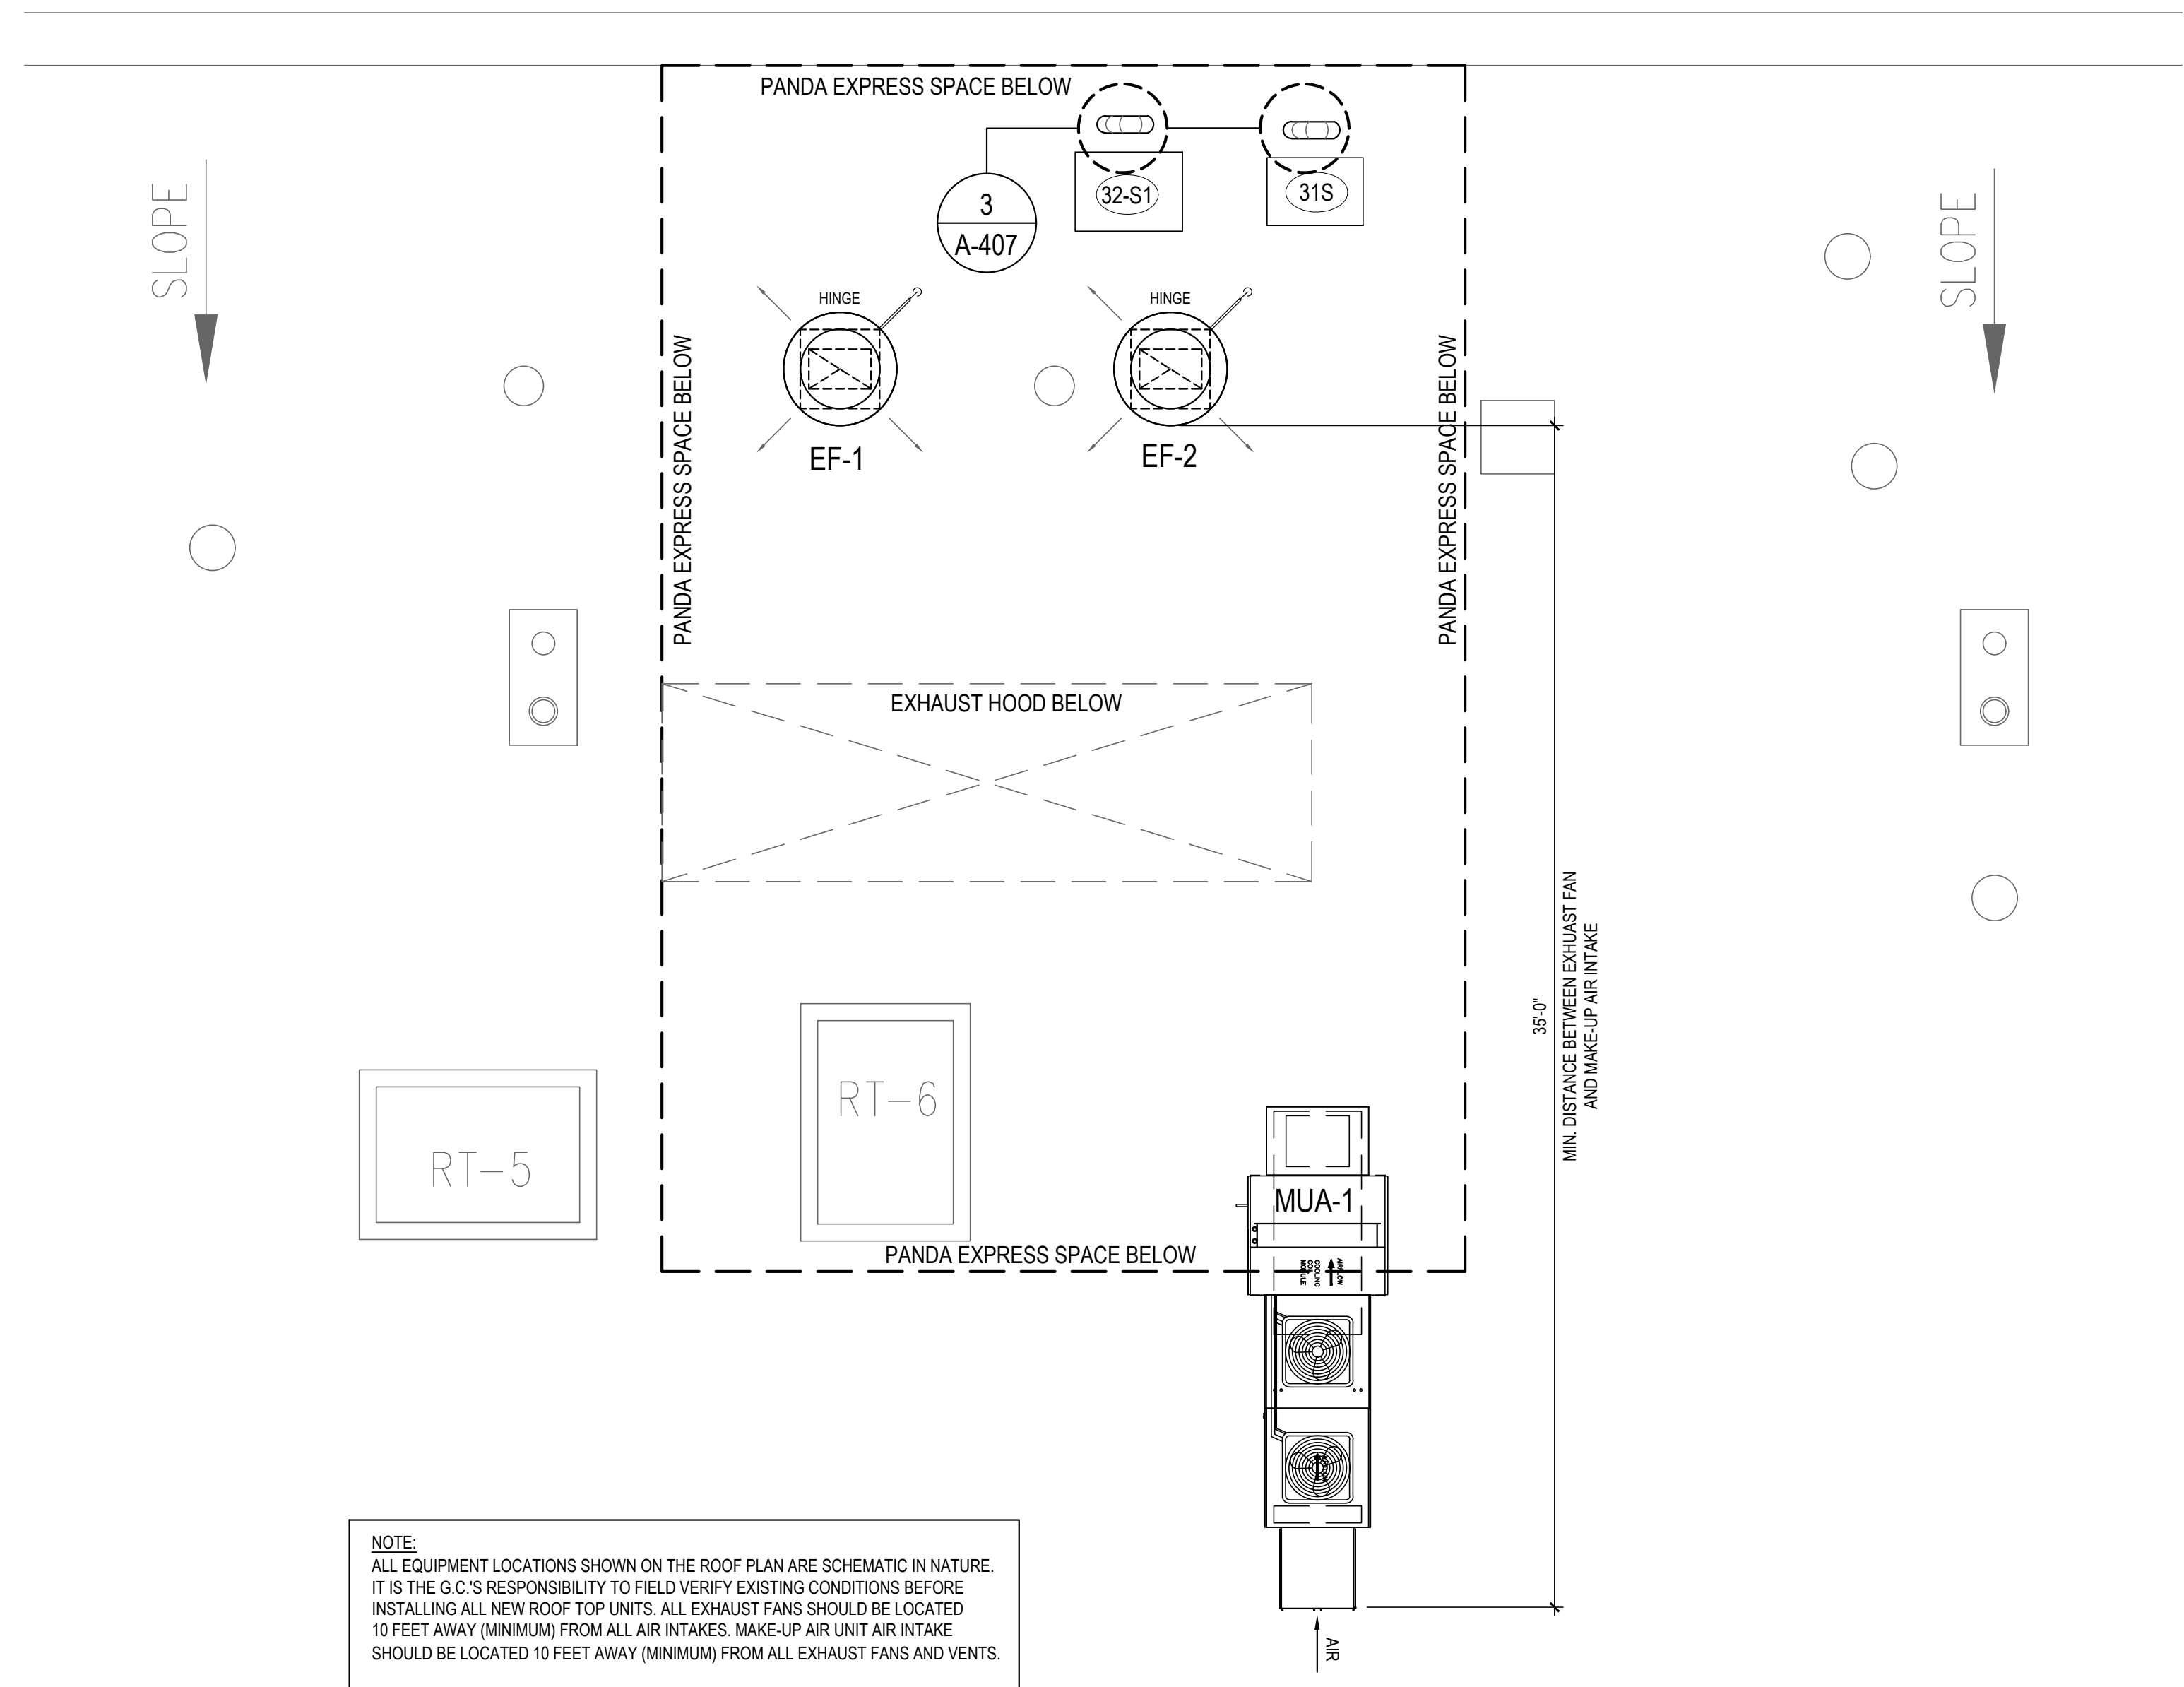 PANDA EXPRESS SPACE BELOW
SLOPE
SLOPE
3
A-407
32-S1
31S
HINGE
HINGE
EF-1
EF-2
PANDA EXPRESS SPACE BELOW
PANDA EXPRESS SPACE BELOW
EXHAUST HOOD BELOW
35'-0"
MIN. DISTANCE BETWEEN EXHUAST FAN
AND MAKE-UP AIR INTAKE
RT-6
RT-5
MUA-1
PANDA EXPRESS SPACE BELOW
AIRFLOW
COOLING
COIL
MODULE
AIR
NOTE:
ALL EQUIPMENT LOCATIONS SHOWN ON THE ROOF PLAN ARE SCHEMATIC IN NATURE.
IT IS THE G.C.'S RESPONSIBILITY TO FIELD VERIFY EXISTING CONDITIONS BEFORE
INSTALLING ALL NEW ROOF TOP UNITS. ALL EXHAUST FANS SHOULD BE LOCATED
10 FEET AWAY (MINIMUM) FROM ALL AIR INTAKES. MAKE-UP AIR UNIT AIR INTAKE
SHOULD BE LOCATED 10 FEET AWAY (MINIMUM) FROM ALL EXHAUST FANS AND VENTS.